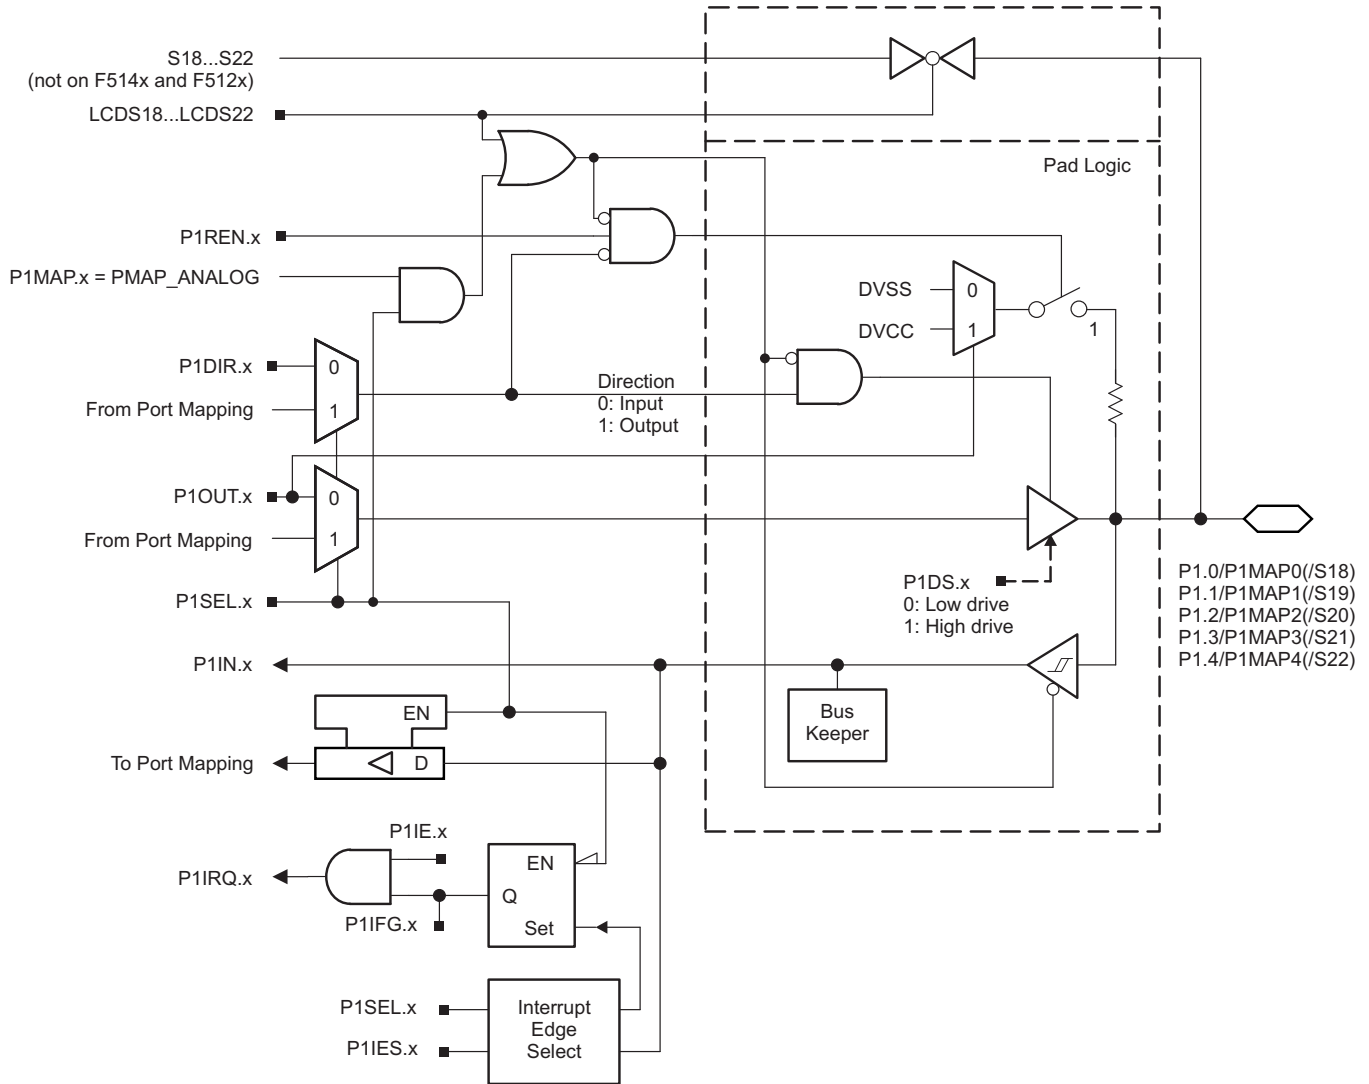 S18...S22
(not on F514x and F512x)
LCDS18...LCDS22
Pad Logic
P1REN.x
P1MAP.x = PMAP_ANALOG
DVSS
0
DVCC
1
1
P1DIR.x
0
From Port Mapping
1
Direction
0: Input
1: Output
P1OUT.x
0
From Port Mapping
1
P1DS.x
0: Low drive
1: High drive
P1SEL.x
P1.0/P1MAP0(/S18)
P1.1/P1MAP1(/S19)
P1.2/P1MAP2(/S20)
P1.3/P1MAP3(/S21)
P1.4/P1MAP4(/S22)
P1IN.x
EN
Bus
Keeper
To Port Mapping
D
P1IE.x
P1IRQ.x
EN
Q
P1IFG.x
Set
P1SEL.x
P1IES.x
Interrupt
Edge
Select